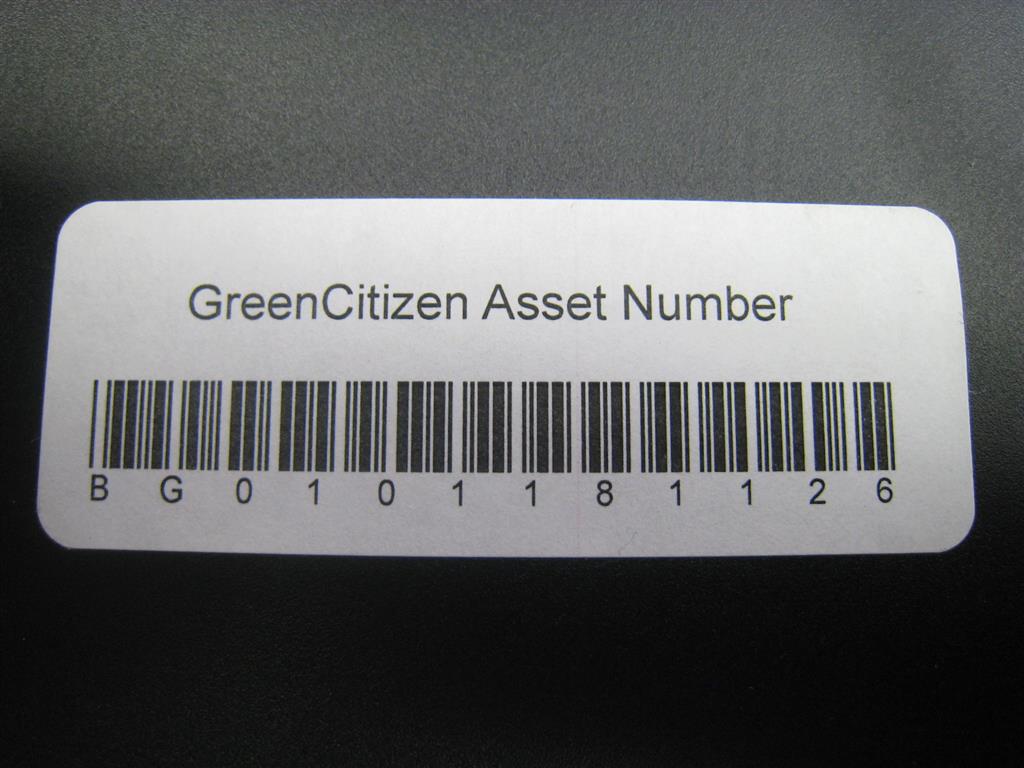 GreenCitizen Asset Number
B G 0 1 0 1 1 8 1 1 2 6